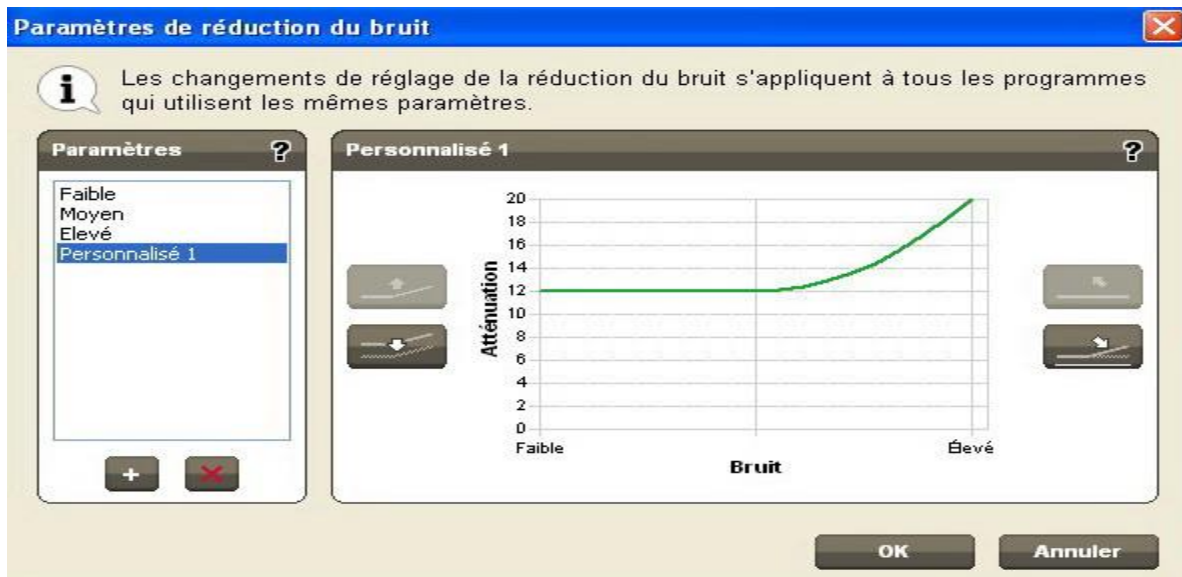 Paramètres de réduction du bruit
i
Les changements de réglage de la réduction du bruit s'appliquent à tous les programmes
qui utilisent les mêmes paramètres.
Paramètres ?
Faible
Moyen
Elevé
Personnalisé 1
Personnalisé 1 ?
Atténuation
20
18
16
14
12
10
8
6
4
2
0
Faible
Élevé
Bruit
OK
Annuler